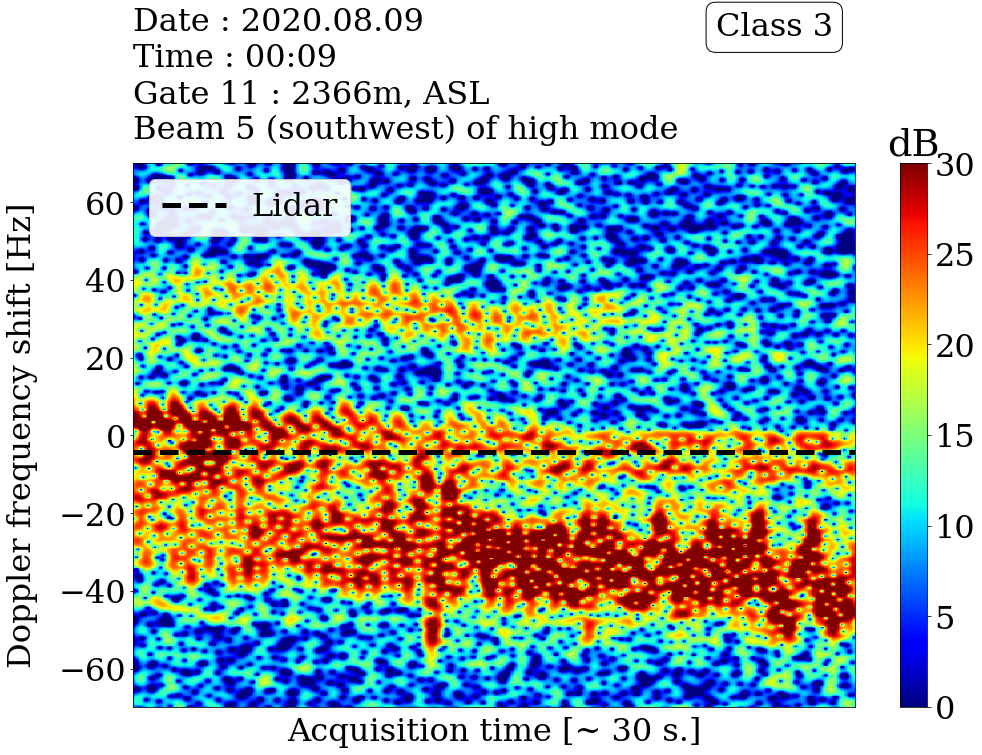 Date : 2020.08.09
Time : 00:09
Gate 11 : 2366m, ASL
Beam 5 (southwest) of high mode
Class 3
dB
Lidar
Doppler frequency shift [Hz]
60
40
20
0
−20
−40
−60
30
25
20
15
10
5
0
Acquisition time [~ 30 s.]